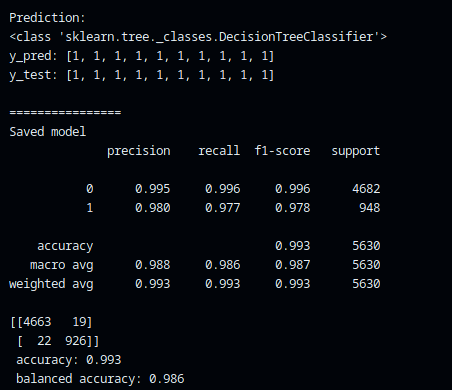 Prediction:
<class 'sklearn.tree._classes.DecisionTreeClassifier'>
y_pred: [1, 1, 1, 1, 1, 1, 1, 1, 1, 1]
y_test: [1, 1, 1, 1, 1, 1, 1, 1, 1, 1]

================
Saved model
              precision    recall  f1-score   support

           0      0.995     0.996     0.996      4682
           1      0.980     0.977     0.978       948

    accuracy                          0.993      5630
   macro avg      0.988     0.986     0.987      5630
weighted avg      0.993     0.993     0.993      5630

[[4663   19]
 [  22  926]]
 accuracy: 0.993
 balanced accuracy: 0.986